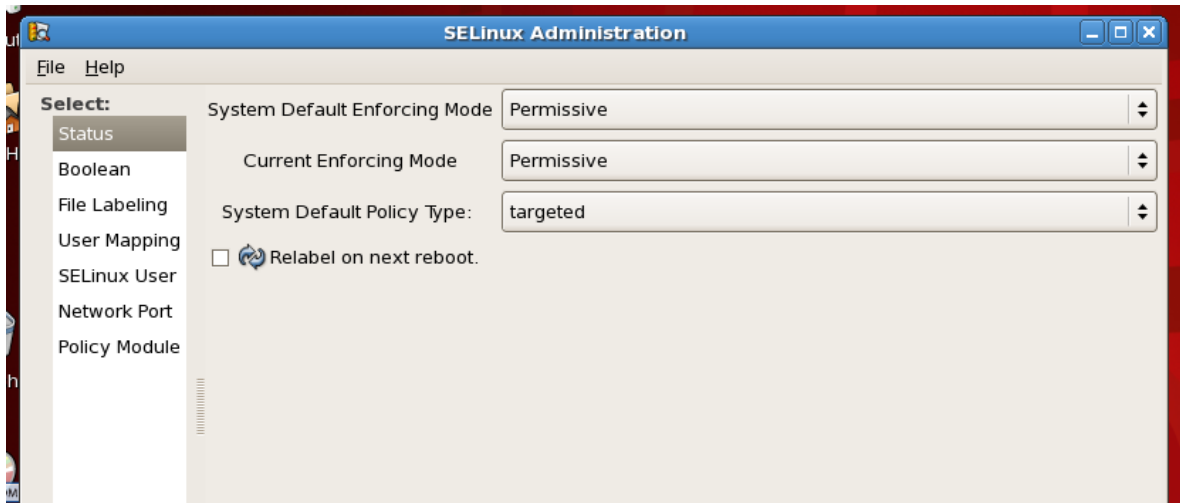 SELinux Administration
File Help
Select:
Status
Boolean
File Labeling
User Mapping
SELinux User
Network Port
Policy Module
System Default Enforcing Mode Permissive
Current Enforcing Mode Permissive
System Default Policy Type: targeted
Relabel on next reboot.